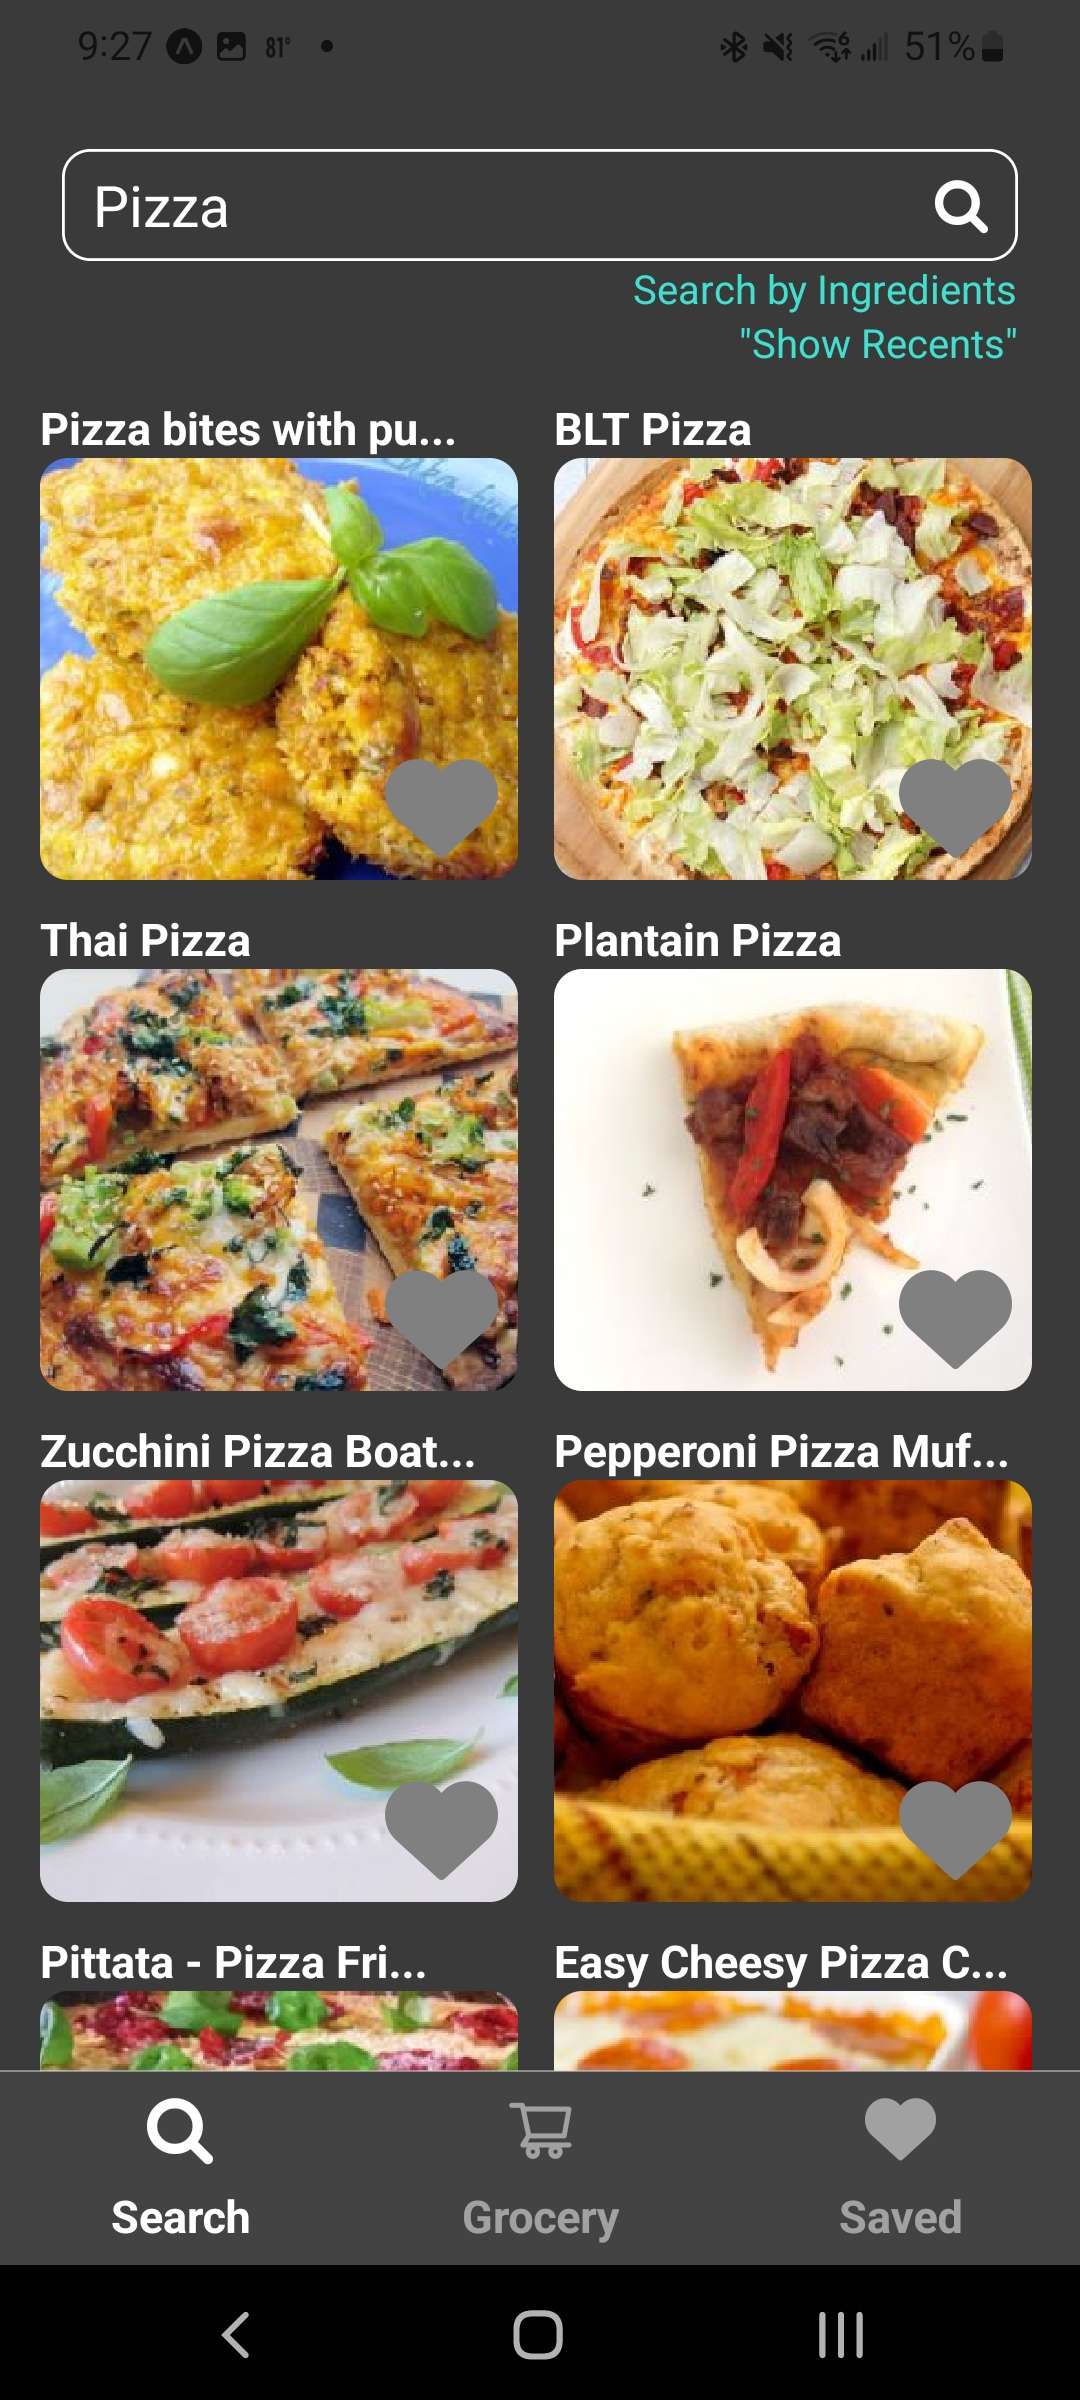 9:27 81° 51%
Pizza
Search by Ingredients
"Show Recents"
Pizza bites with pu...
BLT Pizza
Thai Pizza
Plantain Pizza
Zucchini Pizza Boat...
Pepperoni Pizza Muf...
Pittata - Pizza Fri...
Easy Cheesy Pizza C...
Search
Grocery
Saved